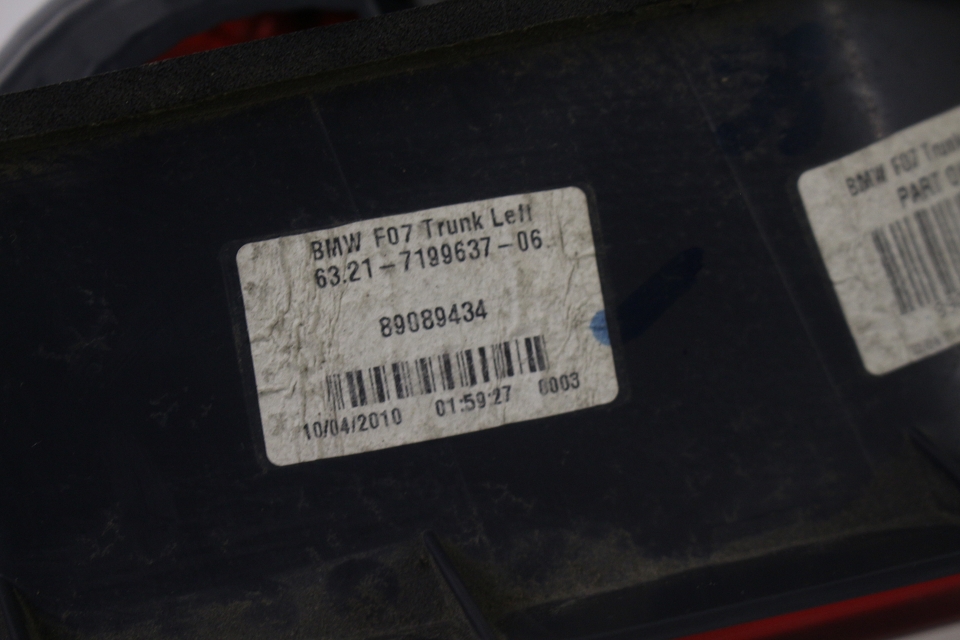 BMW F07 Trunk Left
63.21-7199637-06
89089434
10/04/2010 01:59:27 0003
BMW F07 Trunk
PART